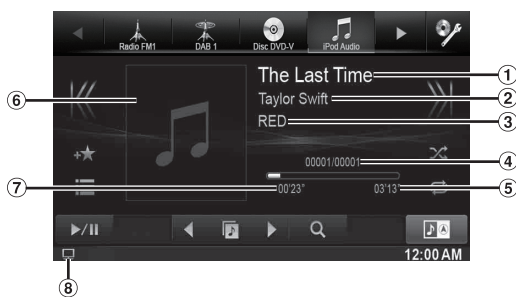 Radio FM1 DAB 1 Disc DVD-V iPod Audio
The Last Time 1
6 Taylor Swift 2
RED 3
00001/00001 4
7 00'23" 03'13" 5
12:00 AM
8